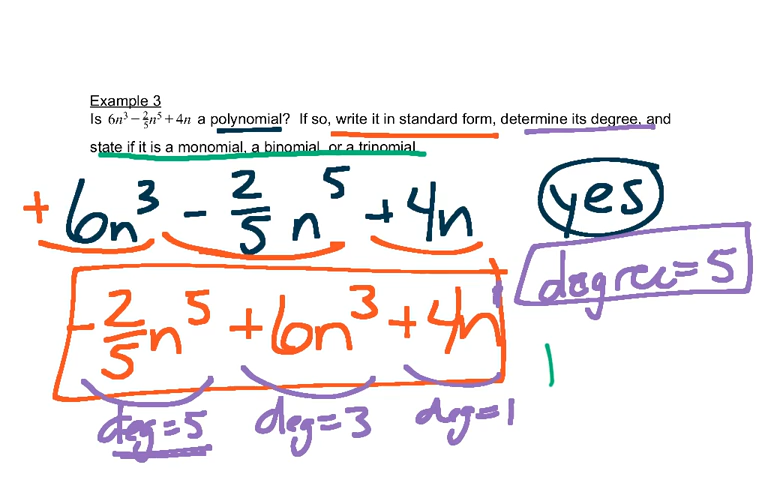 Example 3
Is 6n³ − 2/5 n⁵ + 4n a polynomial? If so, write it in standard form, determine its degree, and
state if it is a monomial, a binomial, or a trinomial.
+ 6n³ − 2/5 n⁵ + 4n
yes
degree = 5
− 2/5 n⁵ + 6n³ + 4n
deg = 5 deg = 3 deg = 1